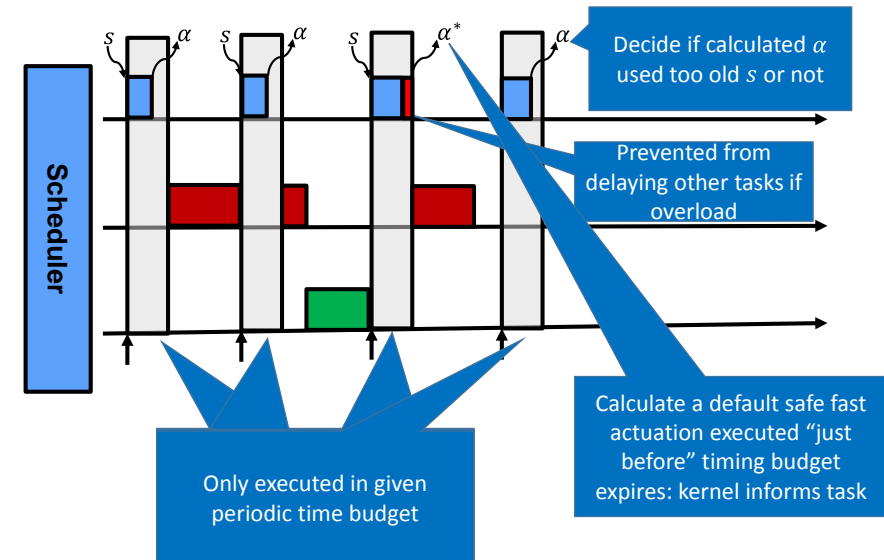 s α s α s α* α
Decide if calculated α
used too old s or not
Prevented from
delaying other tasks if
overload
Scheduler
Calculate a default safe fast
actuation executed “just
before” timing budget
expires: kernel informs task
Only executed in given
periodic time budget